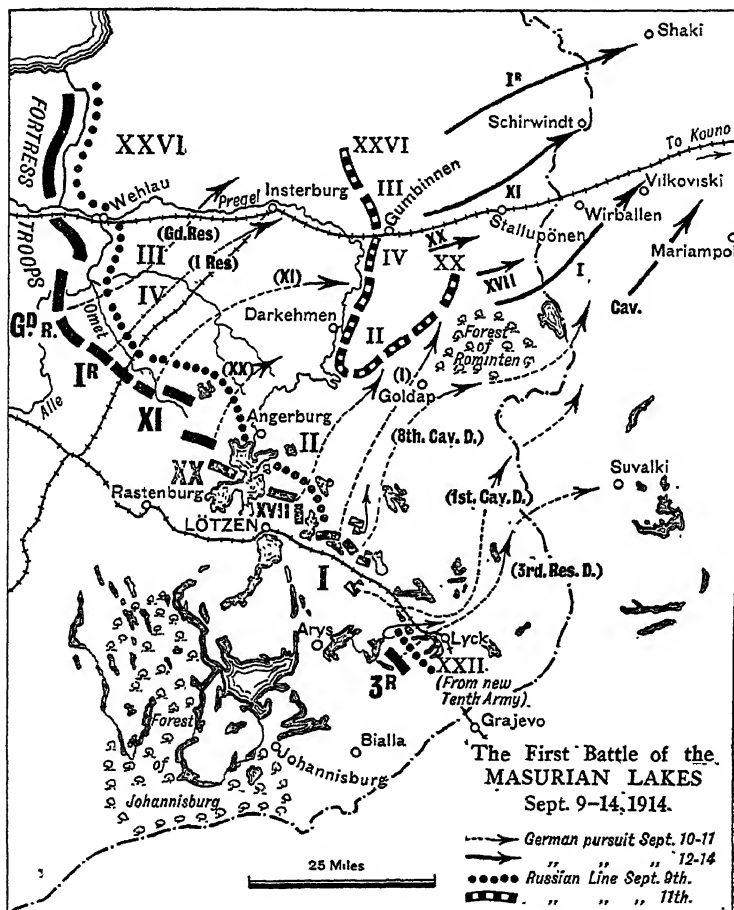 Shaki
I R
Schirwindt
To Kovno
XXVI
XXVI
FORTRESS
Wehlau
Pregel
Insterburg
III
Gumbinnen
XI
Vilkoviski
Wirballen
Stallupönen
(Gd. Res)
TROOPS
III
(I Res)
IV
XX
XX
Mariampol
I
XVII
IV
(XI)
Cav.
Omet
Darkehmen
II
Forest
of
Rominten
GD. R.
IR
(XX)
(I)
Goldap
Alle
XI
Angerburg
II
(8th. Cav. D.)
XX
Suvalki
Rastenburg
XVII
(1st. Cav. D.)
LÖTZEN
I
(3rd. Res. D.)
Arys
Lyck
3R
XXII
(From new
Tenth Army)
Grajevo
Forest
of
Johannisburg
Johannisburg
Bialla
The First Battle of the
MASURIAN LAKES
Sept. 9-14, 1914.
German pursuit Sept. 10-11
„ „ „ 12-14
Russian Line Sept. 9th.
„ „ „ 11th.
25 Miles